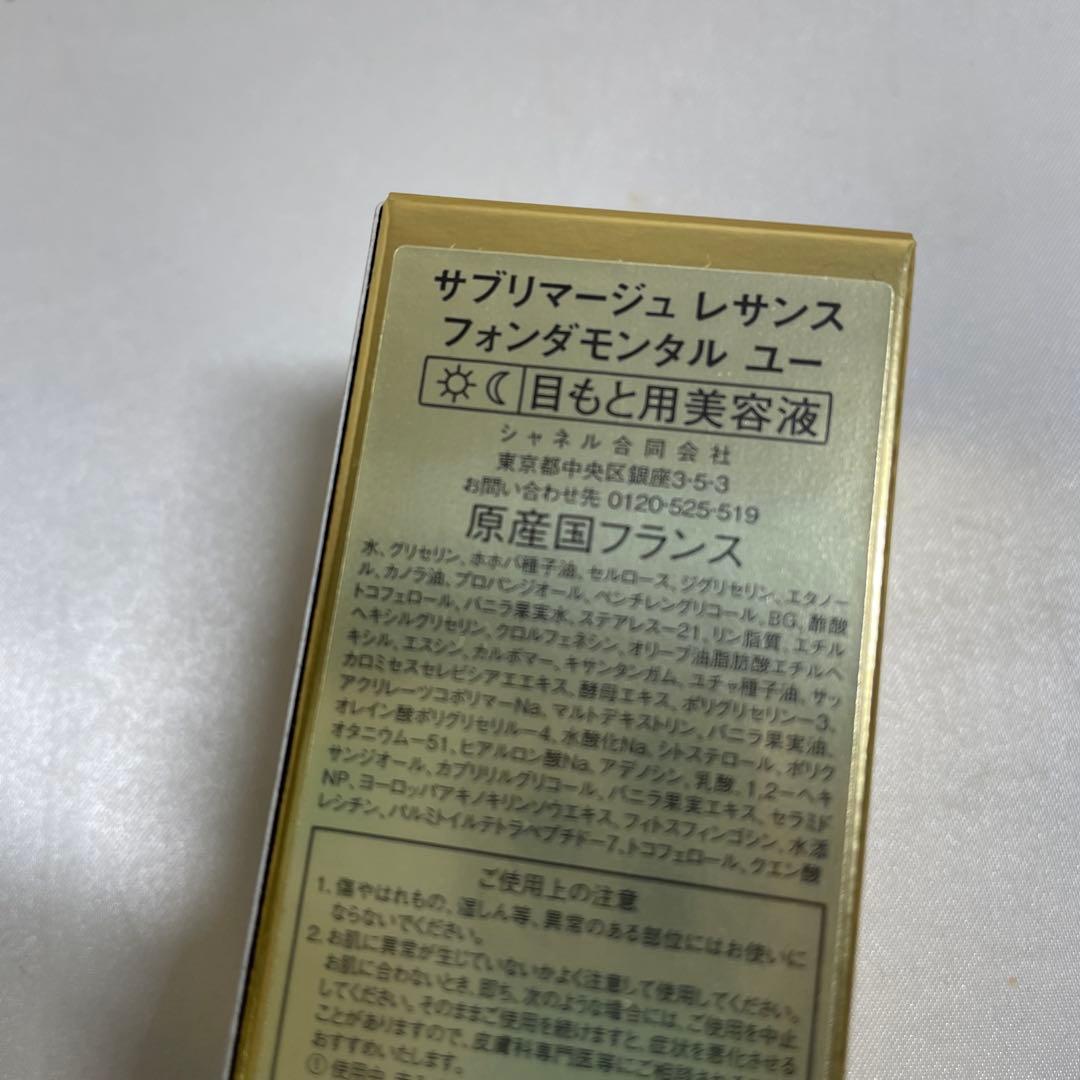 サブリマージュ レサンス
フォンダモンタル ユー
目もと用美容液
シャネル合同会社
東京都中央区銀座3-5-3
お問い合わせ先 0120-525-519
原産国フランス
水、グリセリン、ホホバ種子油、セルロース、ジグリセリン、エタノー
ル、カノラ油、プロパンジオール、ペンチレングリコール、BG、酢酸
トコフェロール、バニラ果実水、ステアレス－21、リン脂質、エチル
ヘキシルグリセリン、クロルフェネシン、オリーブ油脂肪酸エチルヘ
キシル、エスシン、カルボマー、キサンタンガム、ユチャ種子油、サッ
カロミセスセレビシアエエキス、酵母エキス、ポリグリセリン－3、
アクリレーツコポリマーNa、マルトデキストリン、バニラ果実油、
オレイン酸ポリグリセリル－4、水酸化Na、シトステロール、ポリク
オタニウム－51、ヒアルロン酸Na、アデノシン、乳酸、1,2－ヘキ
サンジオール、カプリリルグリコール、バニラ果実エキス、セラミド
NP、ヨーロッパアキノキリンソウエキス、フィトスフィンゴシン、水添
レシチン、パルミトイルテトラペプチド－7、トコフェロール、クエン酸
ご使用上の注意
1. 傷やはれもの、湿しん等、異常のある部位にはお使いに
ならないでください。
2. お肌に異常が生じていないかよく注意して使用してください。
お肌に合わないとき、即ち、次のような場合には、ご使用を中止
してください。そのままご使用を続けますと、症状を悪化させる
ことがありますので、皮膚科専門医等にご相談される
おすすめいたします。
① 使用中